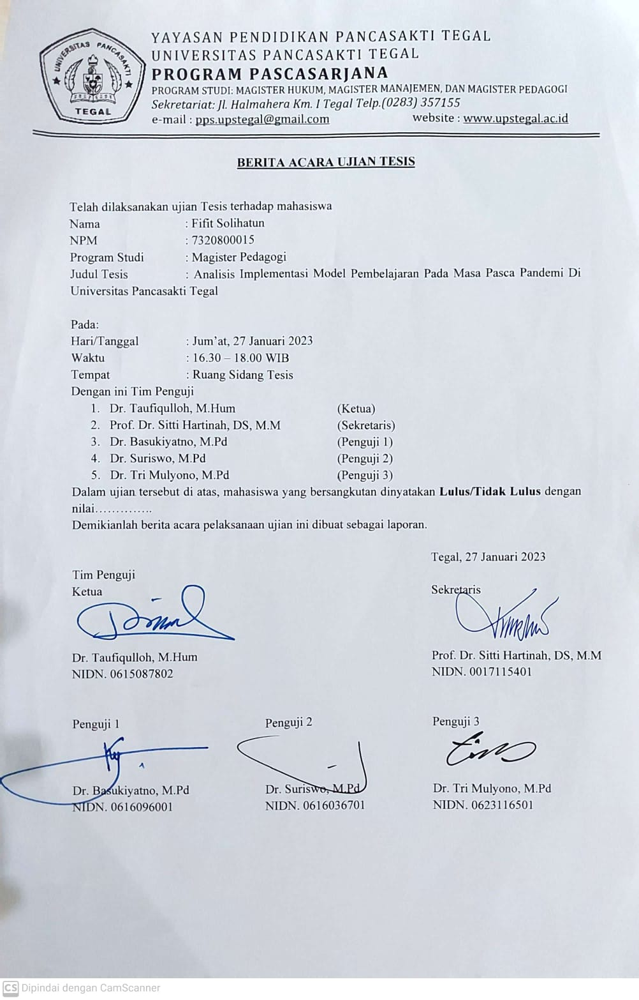 UNIVERSITAS PANCASAKTI
TEGAL
YAYASAN PENDIDIKAN PANCASAKTI TEGAL
UNIVERSITAS PANCASAKTI TEGAL
PROGRAM PASCASARJANA
PROGRAM STUDI: MAGISTER HUKUM, MAGISTER MANAJEMEN, DAN MAGISTER PEDAGOGI
Sekretariat: Jl. Halmahera Km. I Tegal Telp.(0283) 357155
e-mail : pps.upstegal@gmail.com website : www.upstegal.ac.id
BERITA ACARA UJIAN TESIS
Telah dilaksanakan ujian Tesis terhadap mahasiswa
Nama : Fifit Solihatun
NPM : 7320800015
Program Studi : Magister Pedagogi
Judul Tesis : Analisis Implementasi Model Pembelajaran Pada Masa Pasca Pandemi Di
Universitas Pancasakti Tegal
Pada:
Hari/Tanggal : Jum’at, 27 Januari 2023
Waktu : 16.30 – 18.00 WIB
Tempat : Ruang Sidang Tesis
Dengan ini Tim Penguji
1. Dr. Taufiqulloh, M.Hum (Ketua)
2. Prof. Dr. Sitti Hartinah, DS, M.M (Sekretaris)
3. Dr. Basukiyatno, M.Pd (Penguji 1)
4. Dr. Suriswo, M.Pd (Penguji 2)
5. Dr. Tri Mulyono, M.Pd (Penguji 3)
Dalam ujian tersebut di atas, mahasiswa yang bersangkutan dinyatakan Lulus/Tidak Lulus dengan
nilai…………..
Demikianlah berita acara pelaksanaan ujian ini dibuat sebagai laporan.
Tegal, 27 Januari 2023
Tim Penguji
Ketua Sekretaris
Dr. Taufiqulloh, M.Hum Prof. Dr. Sitti Hartinah, DS, M.M
NIDN. 0615087802 NIDN. 0017115401
Penguji 1 Penguji 2 Penguji 3
Dr. Basukiyatno, M.Pd Dr. Suriswo, M.Pd Dr. Tri Mulyono, M.Pd
NIDN. 0616096001 NIDN. 0616036701 NIDN. 0623116501
CS Dipindai dengan CamScanner